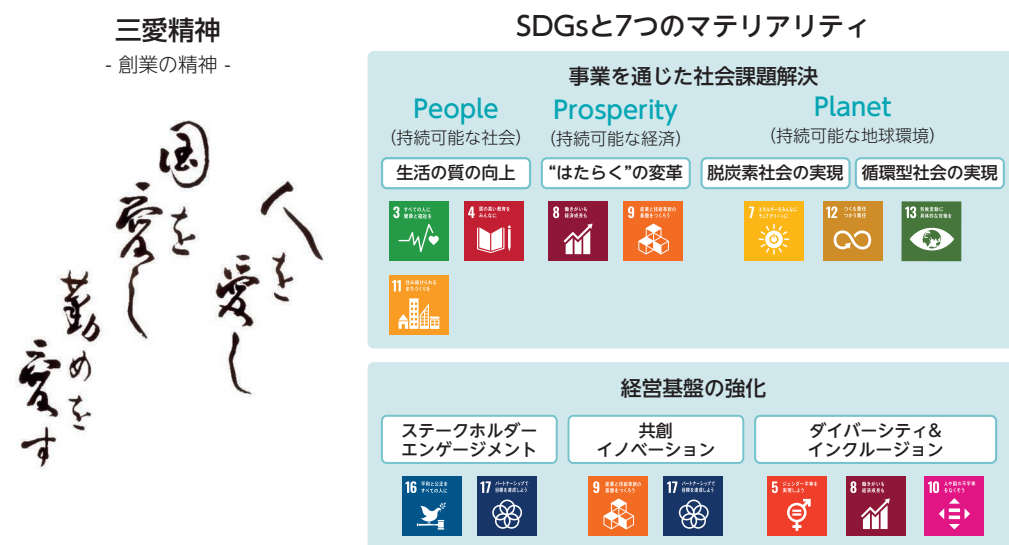 三愛精神
- 創業の精神 -
人を愛し
国を愛し
勤めを愛す
SDGsと7つのマテリアリティ
事業を通じた社会課題解決
People
(持続可能な社会)
生活の質の向上
Prosperity
(持続可能な経済)
“はたらく”の変革
Planet
(持続可能な地球環境)
脱炭素社会の実現
循環型社会の実現
3 すべての人に
健康と福祉を
4 質の高い教育を
みんなに
8 働きがいも
経済成長も
9 産業と技術革新の
基盤をつくろう
7 エネルギーをみんなに
そしてクリーンに
12 つくる責任
つかう責任
13 気候変動に
具体的な対策を
11 住み続けられる
まちづくりを
経営基盤の強化
ステークホルダー
エンゲージメント
共創
イノベーション
ダイバーシティ&
インクルージョン
16 平和と公正を
すべての人に
17 パートナーシップで
目標を達成しよう
9 産業と技術革新の
基盤をつくろう
17 パートナーシップで
目標を達成しよう
5 ジェンダー平等を
実現しよう
8 働きがいも
経済成長も
10 人や国の不平等
をなくそう